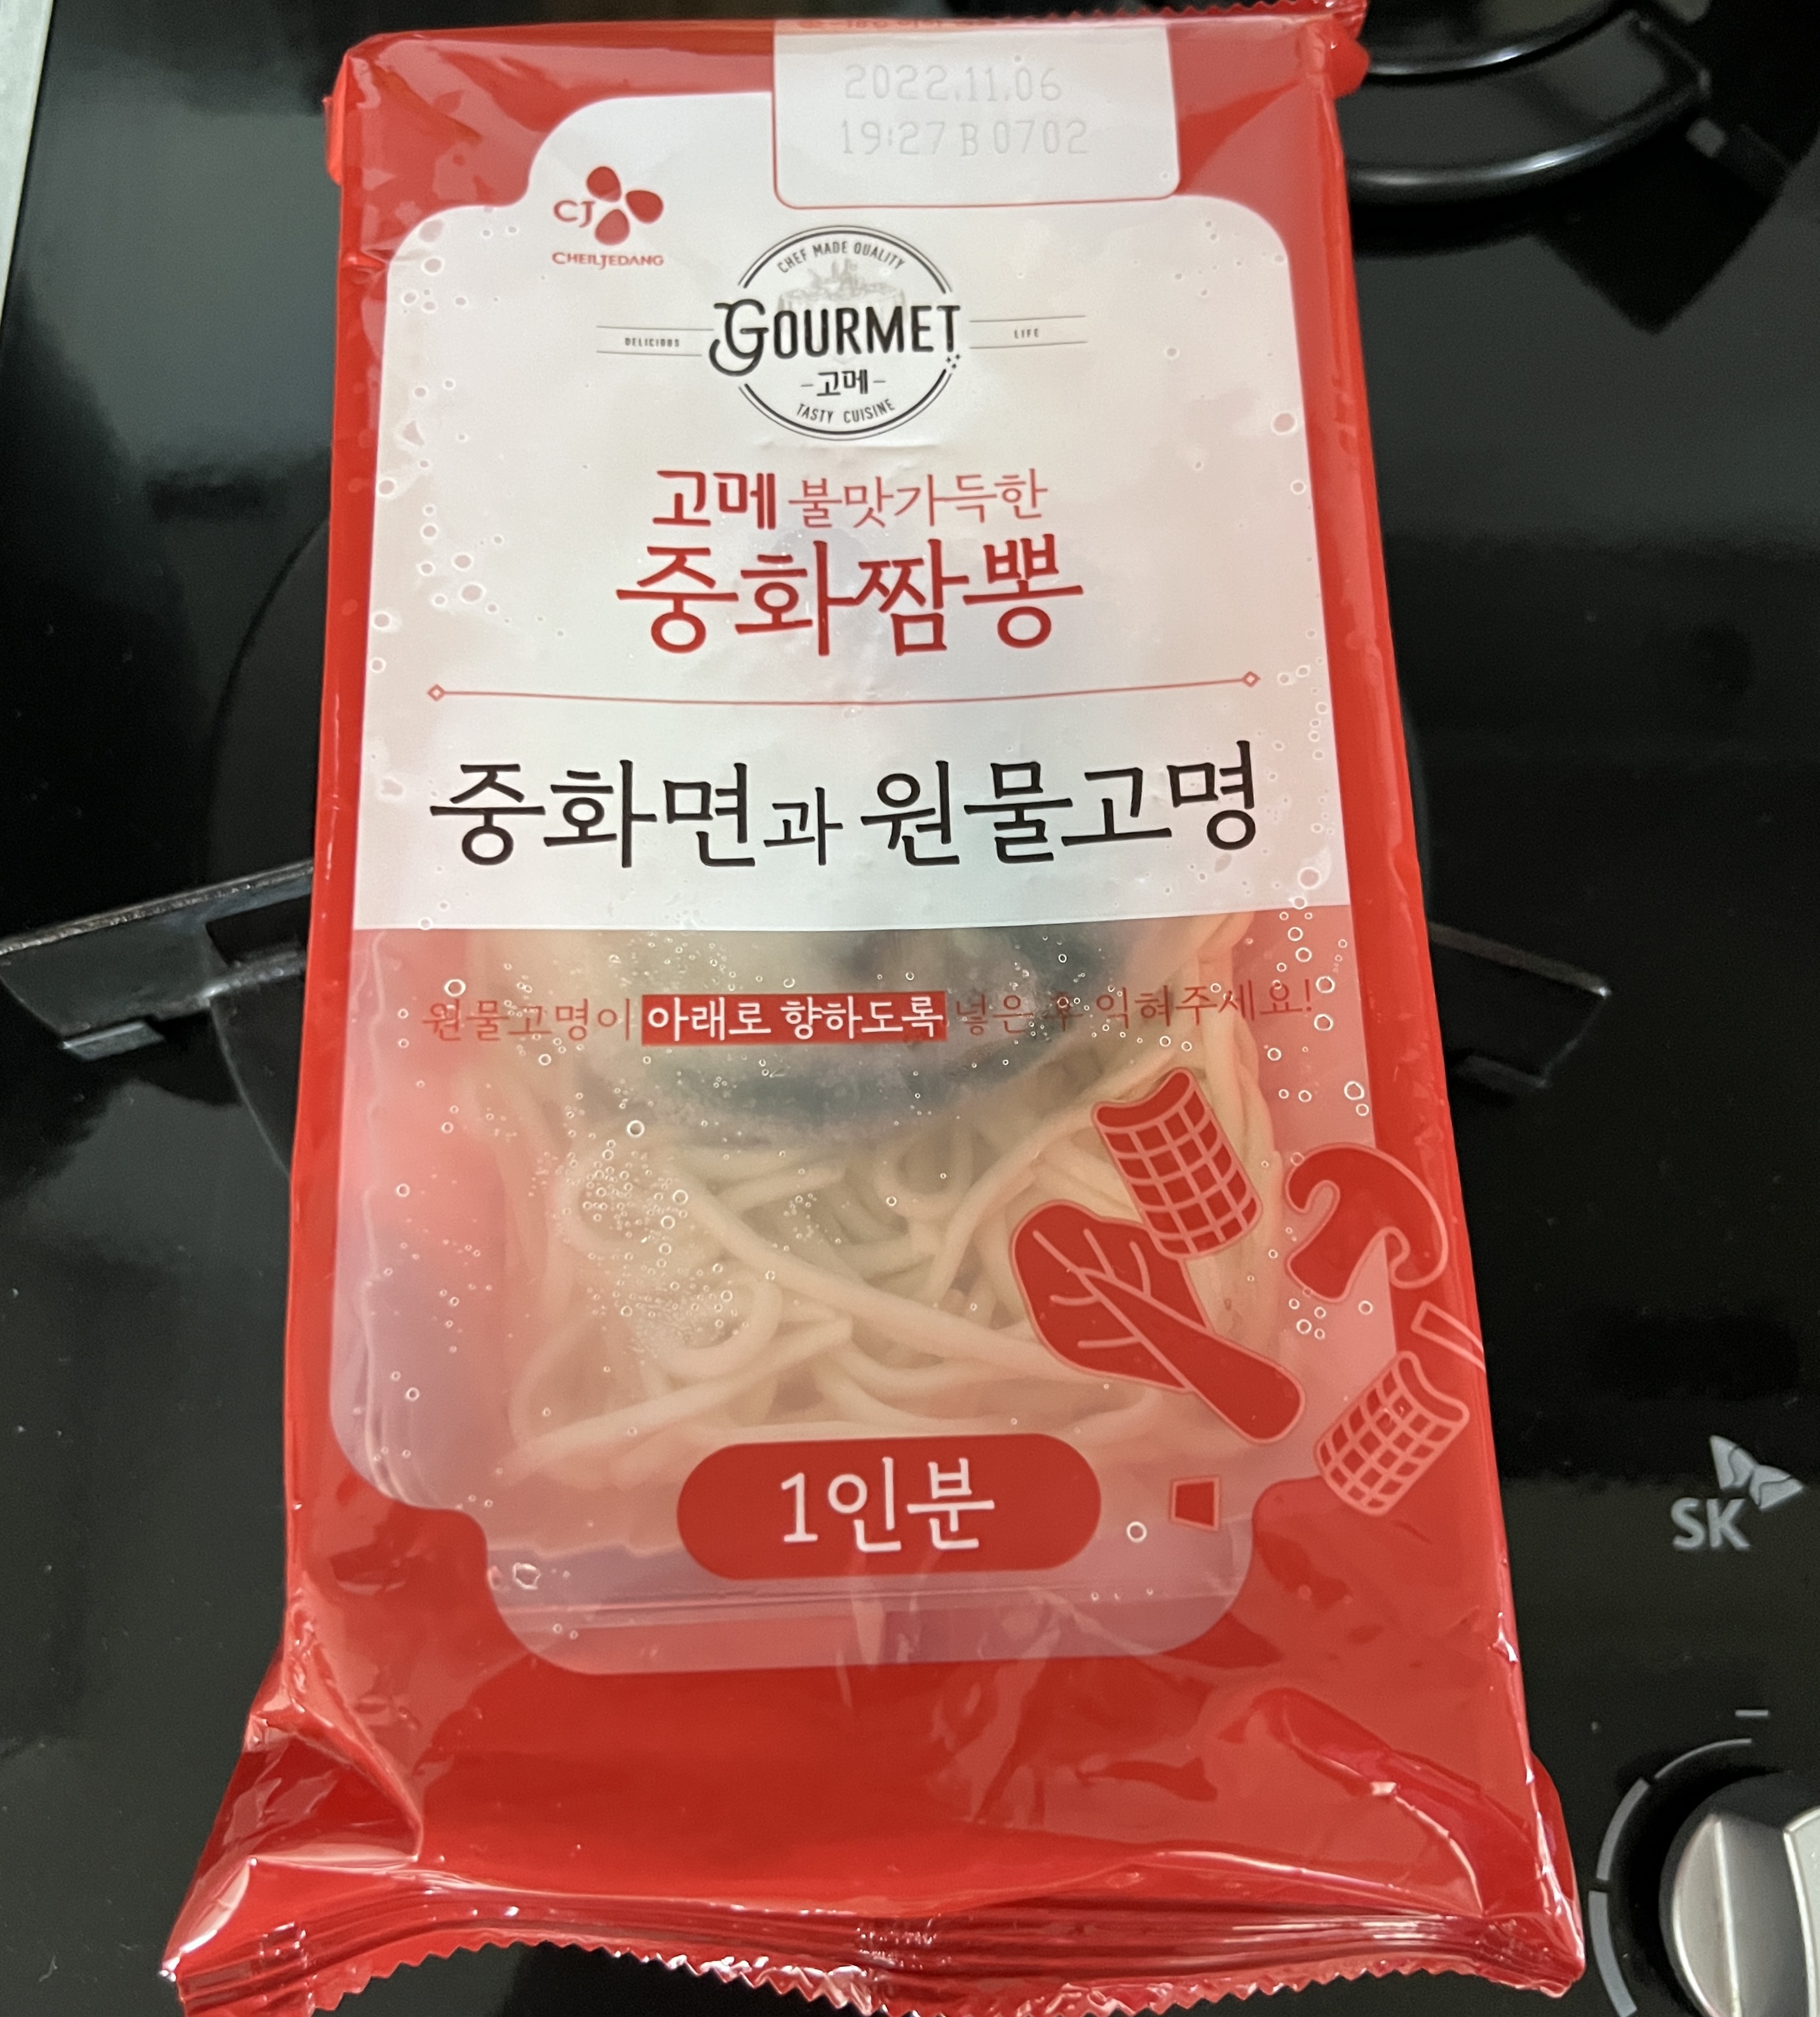 2022.11.06
19:27 B 0702
CJ
CHEILJEDANG
CHEF MADE QUALITY
DELICIOUS GOURMET LIFE
-고메-
TASTY CUISINE
고메 불맛가득한
중화짬뽕
중화면과 원물고명
원물고명이 아래로 향하도록 넣은 후 익혀주세요!
1인분
SK